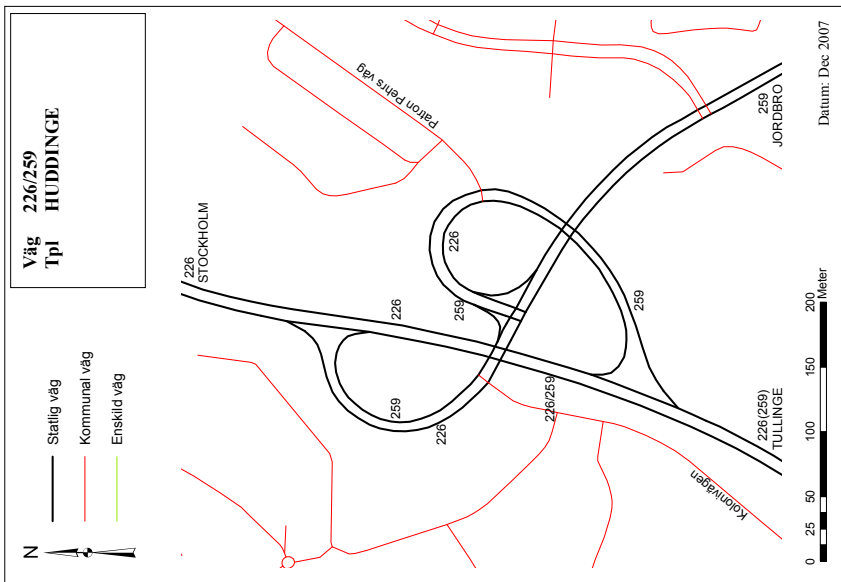 Väg 226/259
Tpl HUDDINGE
N
Statlig väg
Kommunal väg
Enskild väg
226
STOCKHOLM
Patron Pehrs väg
226
226
259
259
226
226/259
259
259
JORDBRO
226(259)
TULLINGE
Kolonivägen
0 25 50 100 150 200
Meter
Datum: Dec 2007